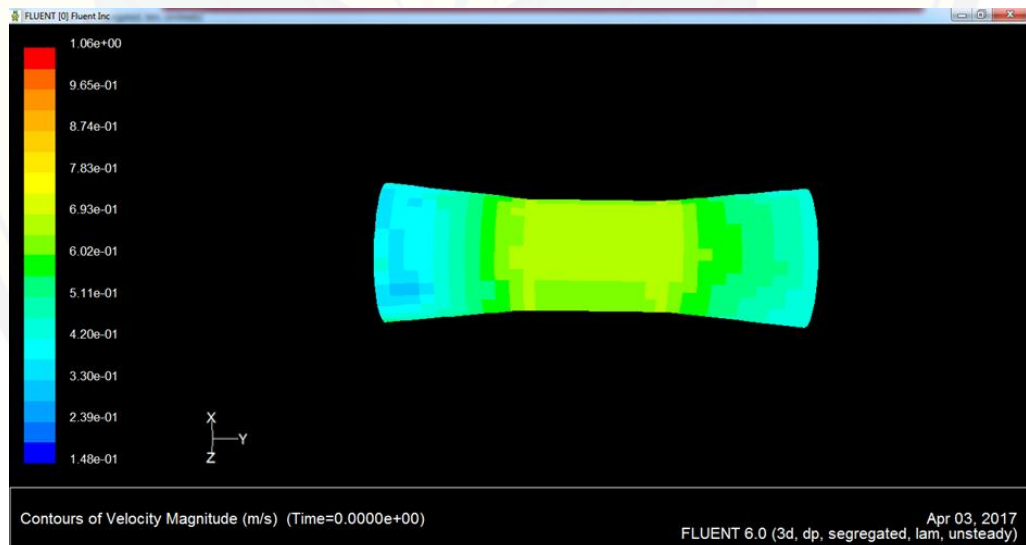 FLUENT [0] Fluent Inc
1.06e+00
9.65e-01
8.74e-01
7.83e-01
6.93e-01
6.02e-01
5.11e-01
4.20e-01
3.30e-01
2.39e-01
1.48e-01
X
Y
Z
Contours of Velocity Magnitude (m/s) (Time=0.0000e+00)
Apr 03, 2017
FLUENT 6.0 (3d, dp, segregated, lam, unsteady)